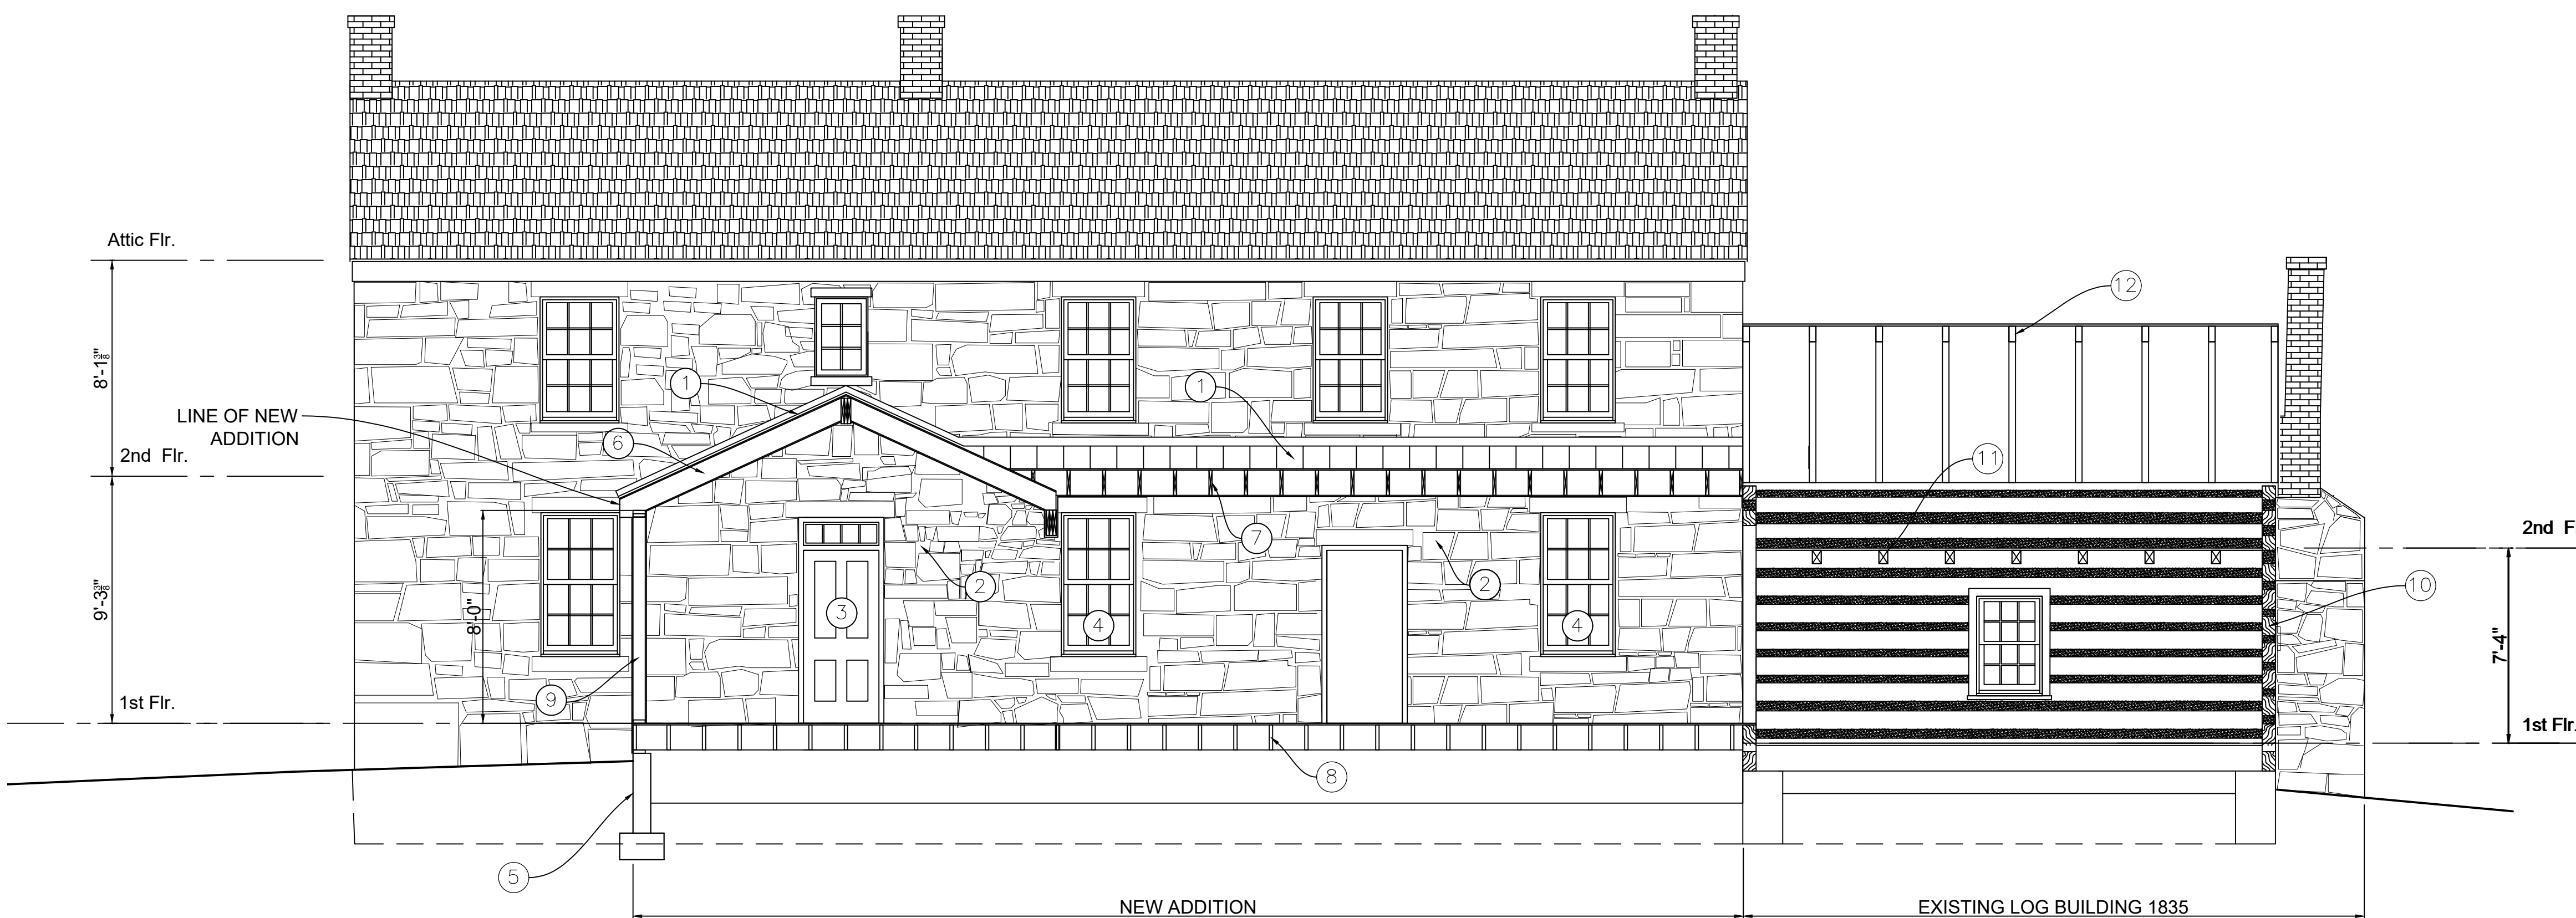 Attic Flr.
12
8'-1⅜"
1
1
LINE OF NEW
ADDITION
6
2nd Flr.
11
7
2nd F
2
2
10
9'-3⅜"
8'-0"
3
4
4
7'-4"
9
1st Flr.
1st Flr.
8
5
NEW ADDITION
EXISTING LOG BUILDING 1835